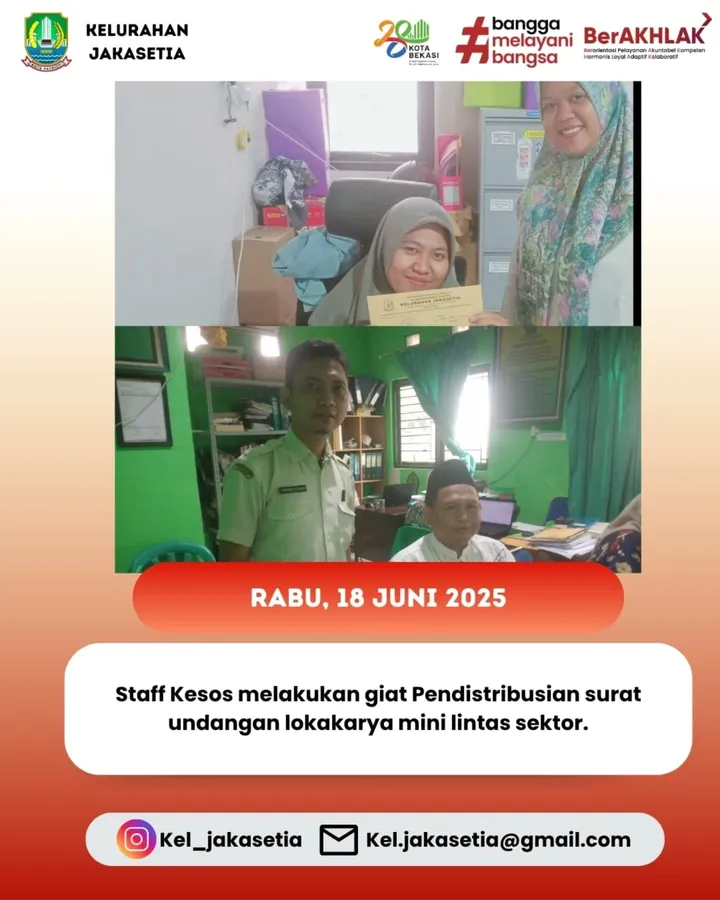 KELURAHAN
JAKASETIA
28
KOTA
BEKASI
#bangga
melayani
bangsa
BerAKHLAK
Berorientasi Pelayanan Akuntabel Kompeten
Harmonis Loyal Adaptif Kolaboratif
KELURAHAN JAKASETIA
RABU, 18 JUNI 2025
Staff Kesos melakukan giat Pendistribusian surat
undangan lokakarya mini lintas sektor.
Kel_jakasetia
Kel.jakasetia@gmail.com